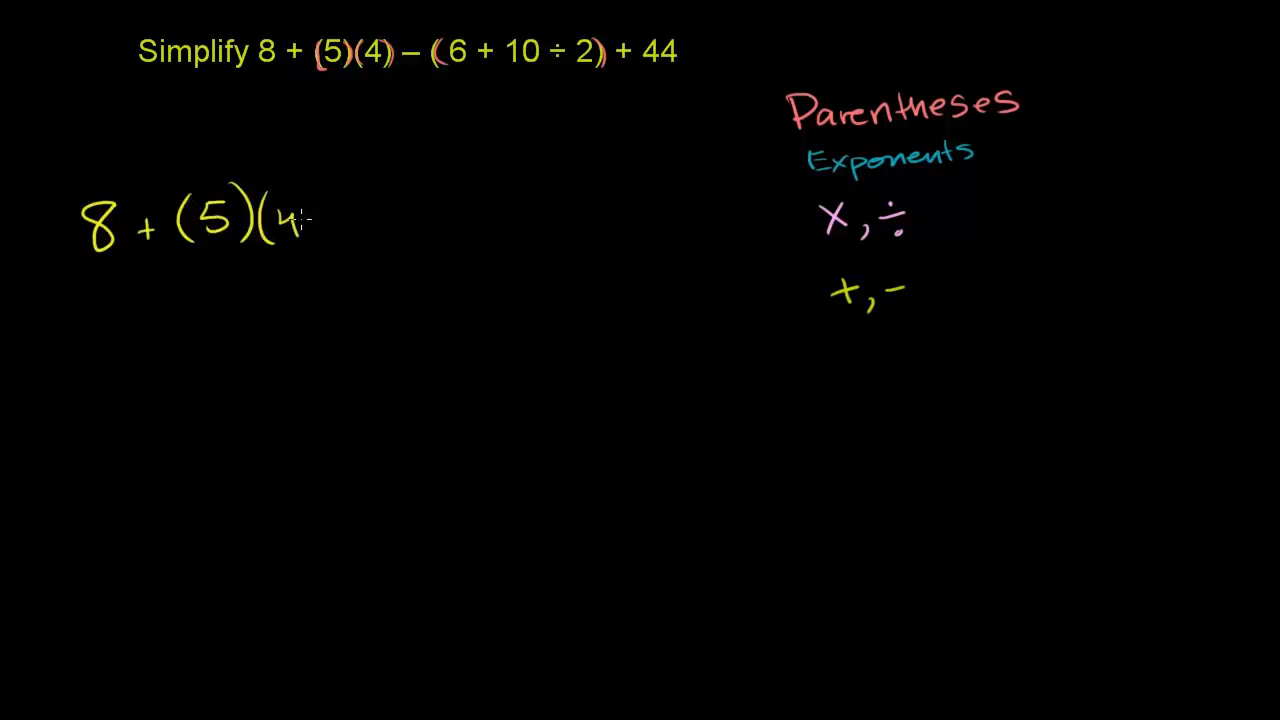 Simplify 8 + (5)(4) – (6 + 10 ÷ 2) + 44
Parentheses
Exponents
×, ÷
8 + (5)(4
+, -